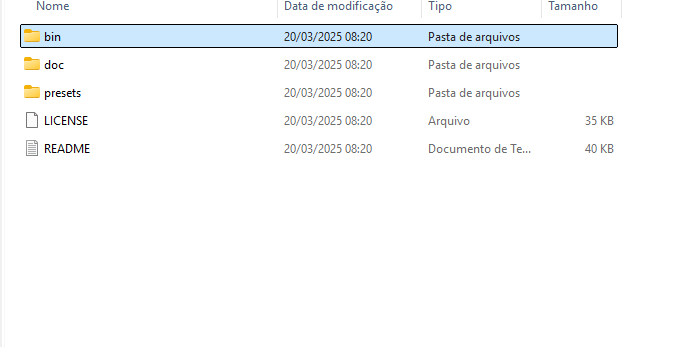 Nome Data de modificação Tipo Tamanho
bin 20/03/2025 08:20 Pasta de arquivos
doc 20/03/2025 08:20 Pasta de arquivos
presets 20/03/2025 08:20 Pasta de arquivos
LICENSE 20/03/2025 08:20 Arquivo 35 KB
README 20/03/2025 08:20 Documento de Te... 40 KB